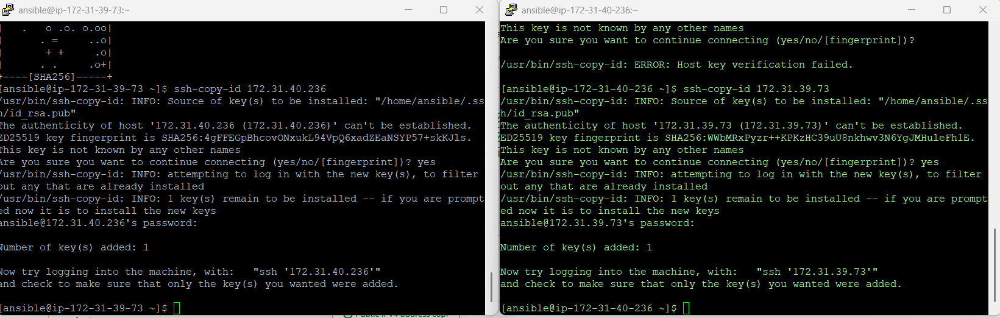 ansible@ip-172-31-39-73:~
|   .   o .o. o.oo|
|      . =     ..o|
|       + +     .o|
|      . .     .o+|
+----[SHA256]-----+
[ansible@ip-172-31-39-73 ~]$ ssh-copy-id 172.31.40.236
/usr/bin/ssh-copy-id: INFO: Source of key(s) to be installed: "/home/ansible/.ss
h/id_rsa.pub"
The authenticity of host '172.31.40.236 (172.31.40.236)' can't be established.
ED25519 key fingerprint is SHA256:4gFFEGpBhcovONxukL94VpQ6xadZEaNSYP57+skKJls.
This key is not known by any other names
Are you sure you want to continue connecting (yes/no/[fingerprint])? yes
/usr/bin/ssh-copy-id: INFO: attempting to log in with the new key(s), to filter
out any that are already installed
/usr/bin/ssh-copy-id: INFO: 1 key(s) remain to be installed -- if you are prompt
ed now it is to install the new keys
ansible@172.31.40.236's password:
Number of key(s) added: 1
Now try logging into the machine, with:   "ssh '172.31.40.236'"
and check to make sure that only the key(s) you wanted were added.
[ansible@ip-172-31-39-73 ~]$
ansible@ip-172-31-40-236:~
This key is not known by any other names
Are you sure you want to continue connecting (yes/no/[fingerprint])?
/usr/bin/ssh-copy-id: ERROR: Host key verification failed.
[ansible@ip-172-31-40-236 ~]$ ssh-copy-id 172.31.39.73
/usr/bin/ssh-copy-id: INFO: Source of key(s) to be installed: "/home/ansible/.ss
h/id_rsa.pub"
The authenticity of host '172.31.39.73 (172.31.39.73)' can't be established.
ED25519 key fingerprint is SHA256:WWbMRxPyzr++KPKzHC39uU8nkhwv3N6YgJMHuleFh1E.
This key is not known by any other names
Are you sure you want to continue connecting (yes/no/[fingerprint])? yes
/usr/bin/ssh-copy-id: INFO: attempting to log in with the new key(s), to filter
out any that are already installed
/usr/bin/ssh-copy-id: INFO: 1 key(s) remain to be installed -- if you are prompt
ed now it is to install the new keys
ansible@172.31.39.73's password:
Number of key(s) added: 1
Now try logging into the machine, with:   "ssh '172.31.39.73'"
and check to make sure that only the key(s) you wanted were added.
[ansible@ip-172-31-40-236 ~]$